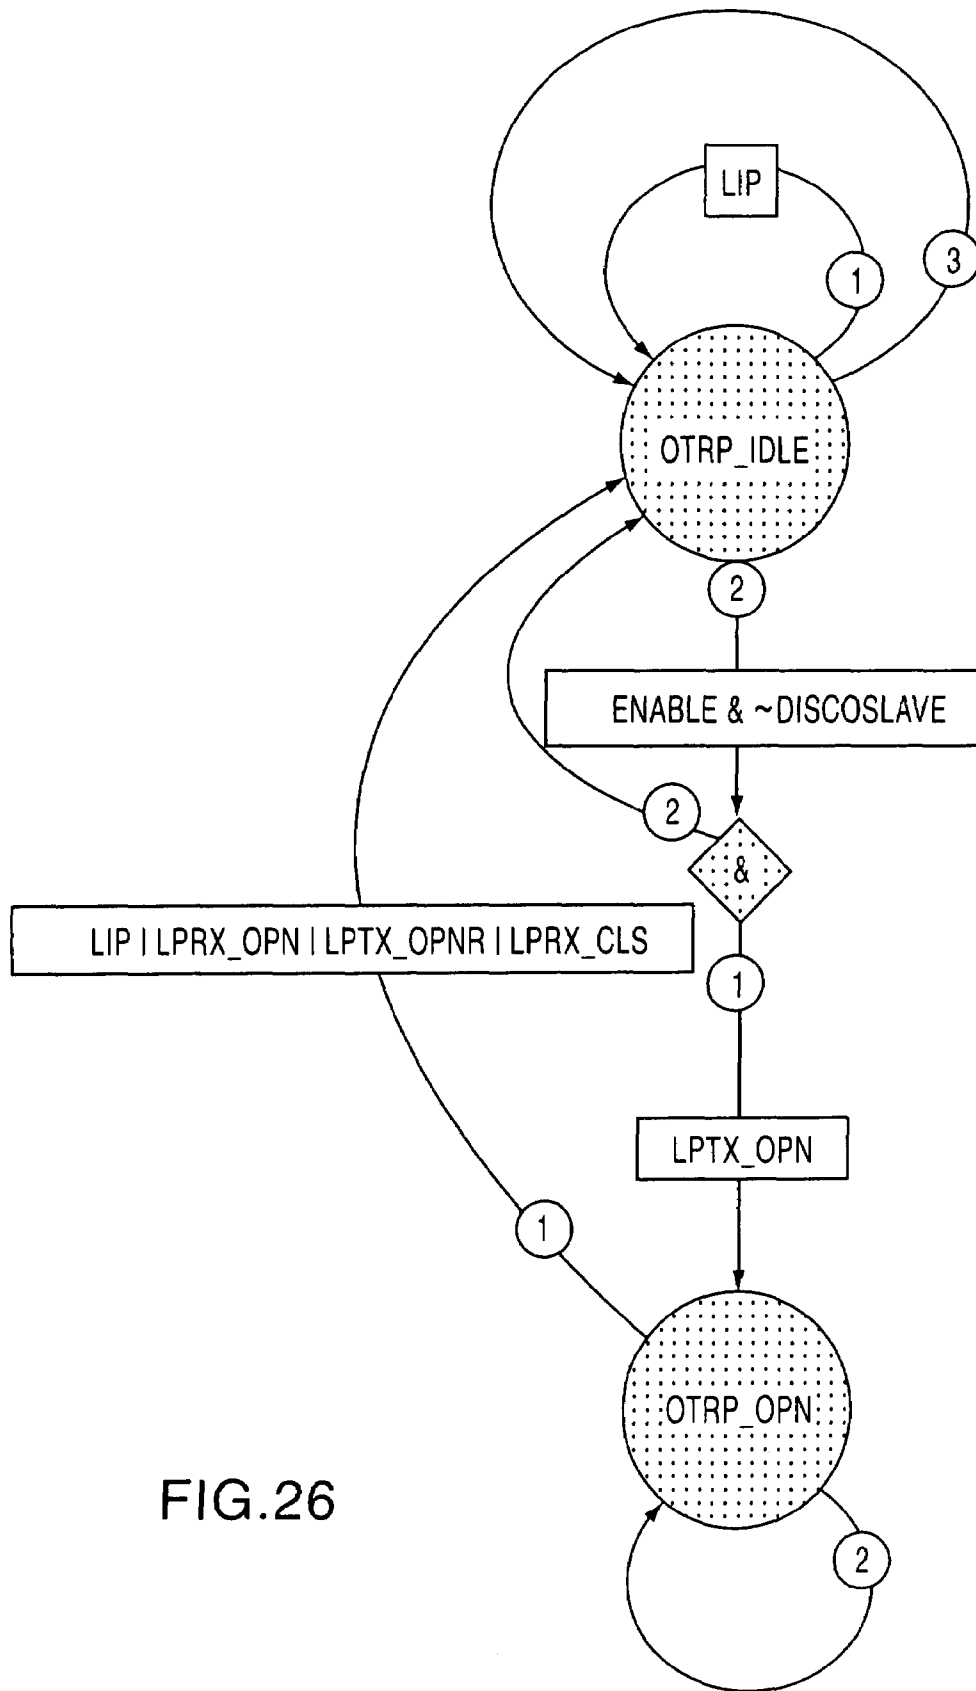 LIP
1
3
OTRP_IDLE
2
ENABLE & ~DISCOSLAVE
2
&
LIP | LPRX_OPN | LPTX_OPNR | LPRX_CLS
1
LPTX_OPN
1
OTRP_OPN
FIG.26
2